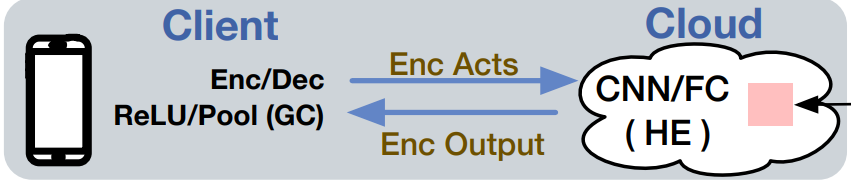 Client
Cloud
Enc/Dec
Enc Acts
CNN/FC
ReLU/Pool (GC)
Enc Output
( HE )